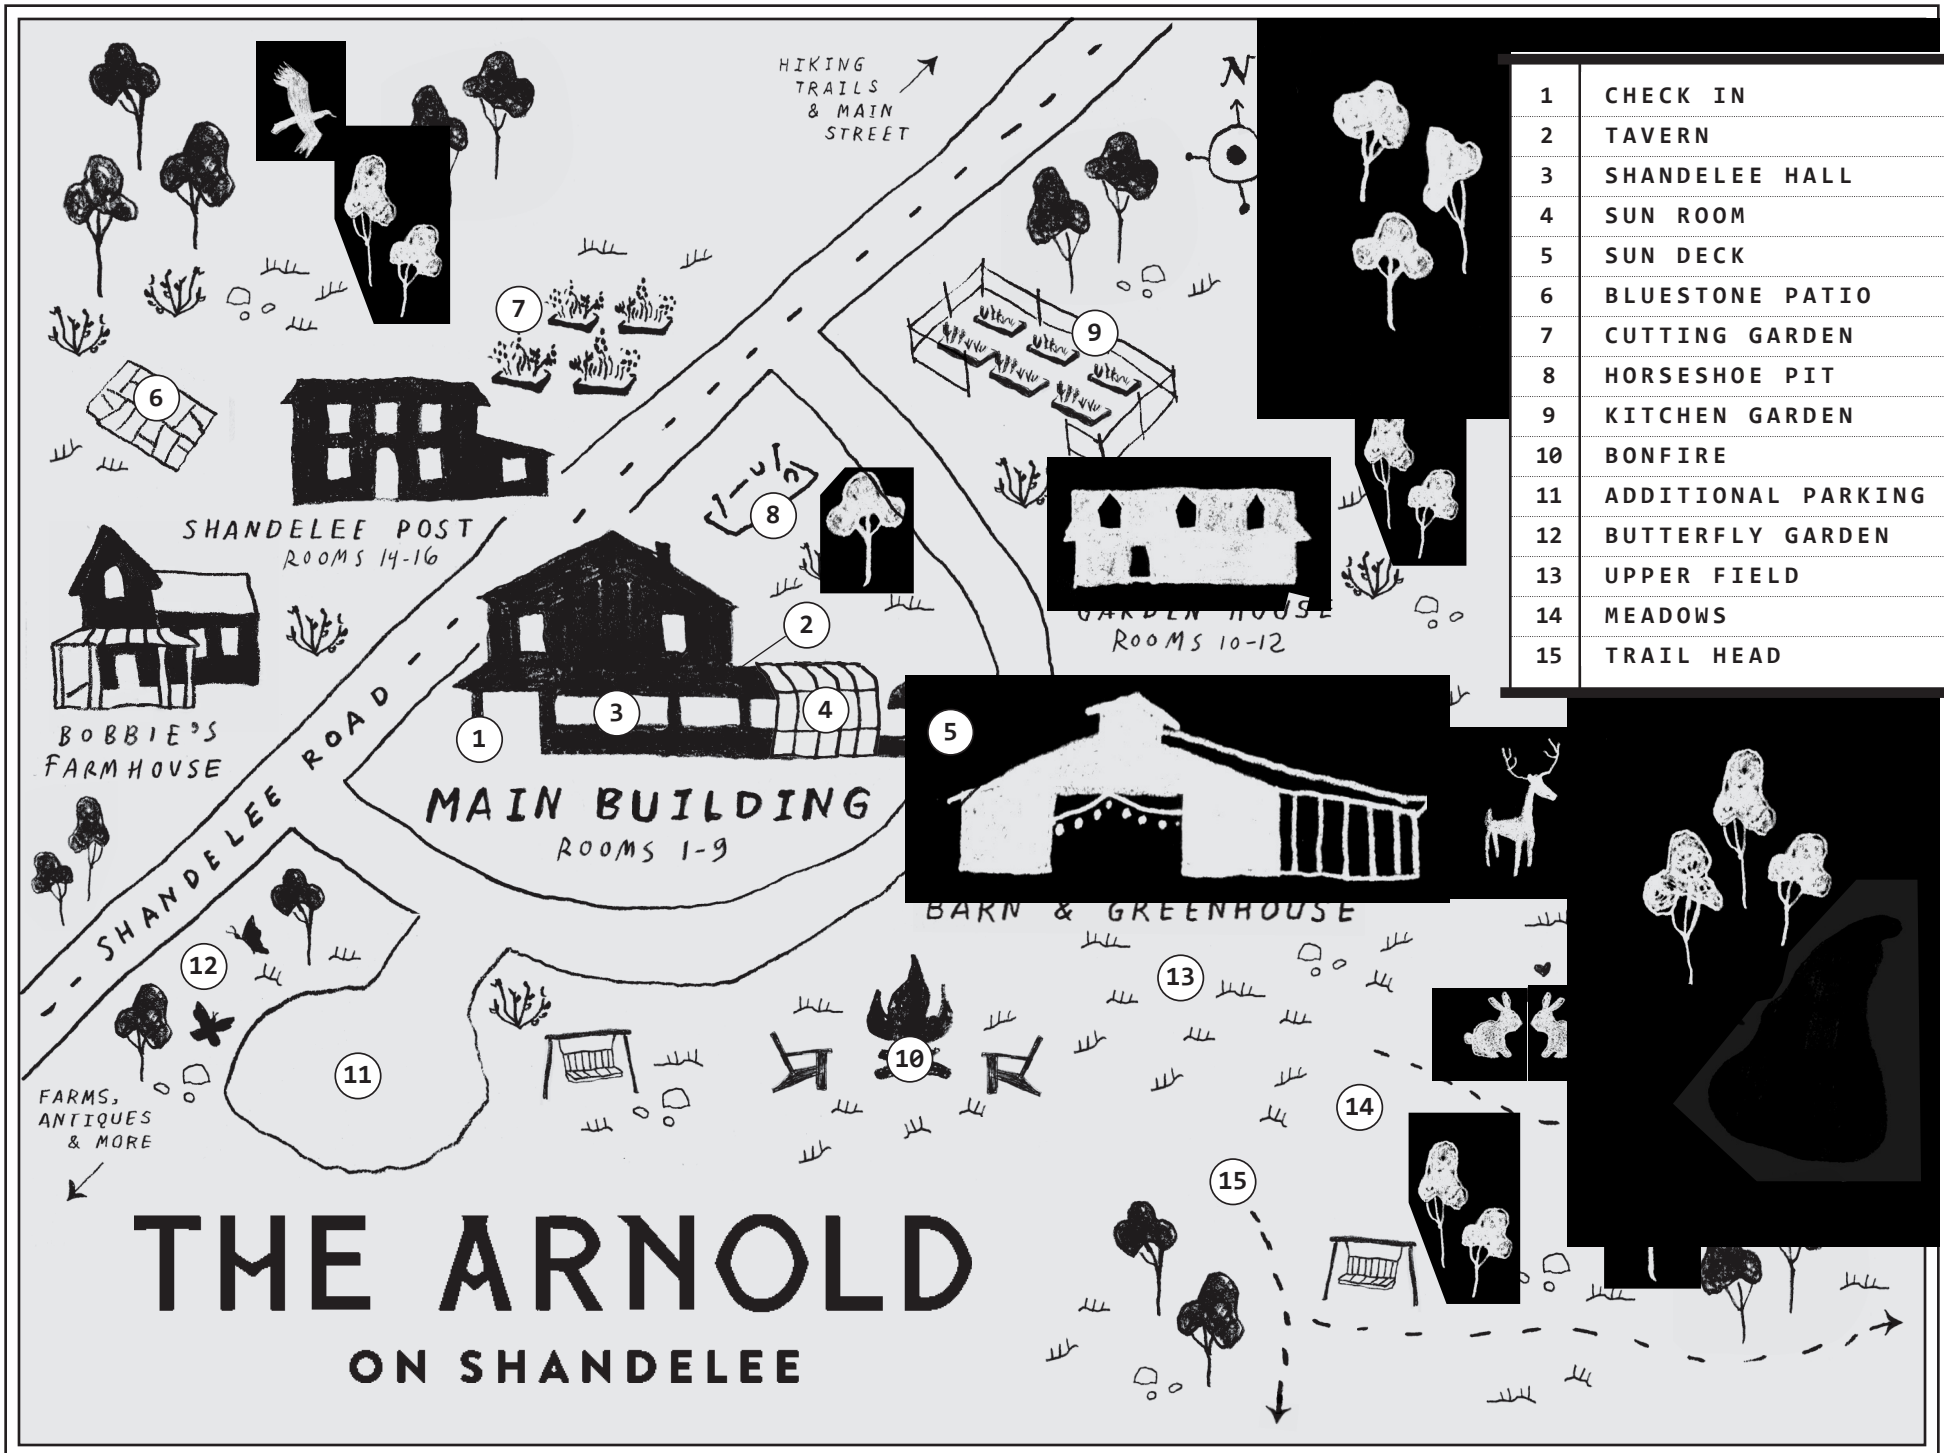 HIKING
TRAILS
& MAIN
STREET
N
1 CHECK IN
2 TAVERN
3 SHANDELEE HALL
4 SUN ROOM
5 SUN DECK
6 BLUESTONE PATIO
7 CUTTING GARDEN
8 HORSESHOE PIT
9 KITCHEN GARDEN
10 BONFIRE
11 ADDITIONAL PARKING
12 BUTTERFLY GARDEN
13 UPPER FIELD
14 MEADOWS
15 TRAIL HEAD
7
9
6
8
SHANDELEE POST
ROOMS 14-16
GARDEN HOUSE
ROOMS 10-12
2
3
4
1
5
BOBBIE'S
FARMHOUSE
SHANDELEE ROAD
MAIN BUILDING
ROOMS 1-9
BARN & GREENHOUSE
12
13
10
11
14
15
FARMS,
ANTIQUES
& MORE
THE ARNOLD
ON SHANDELEE